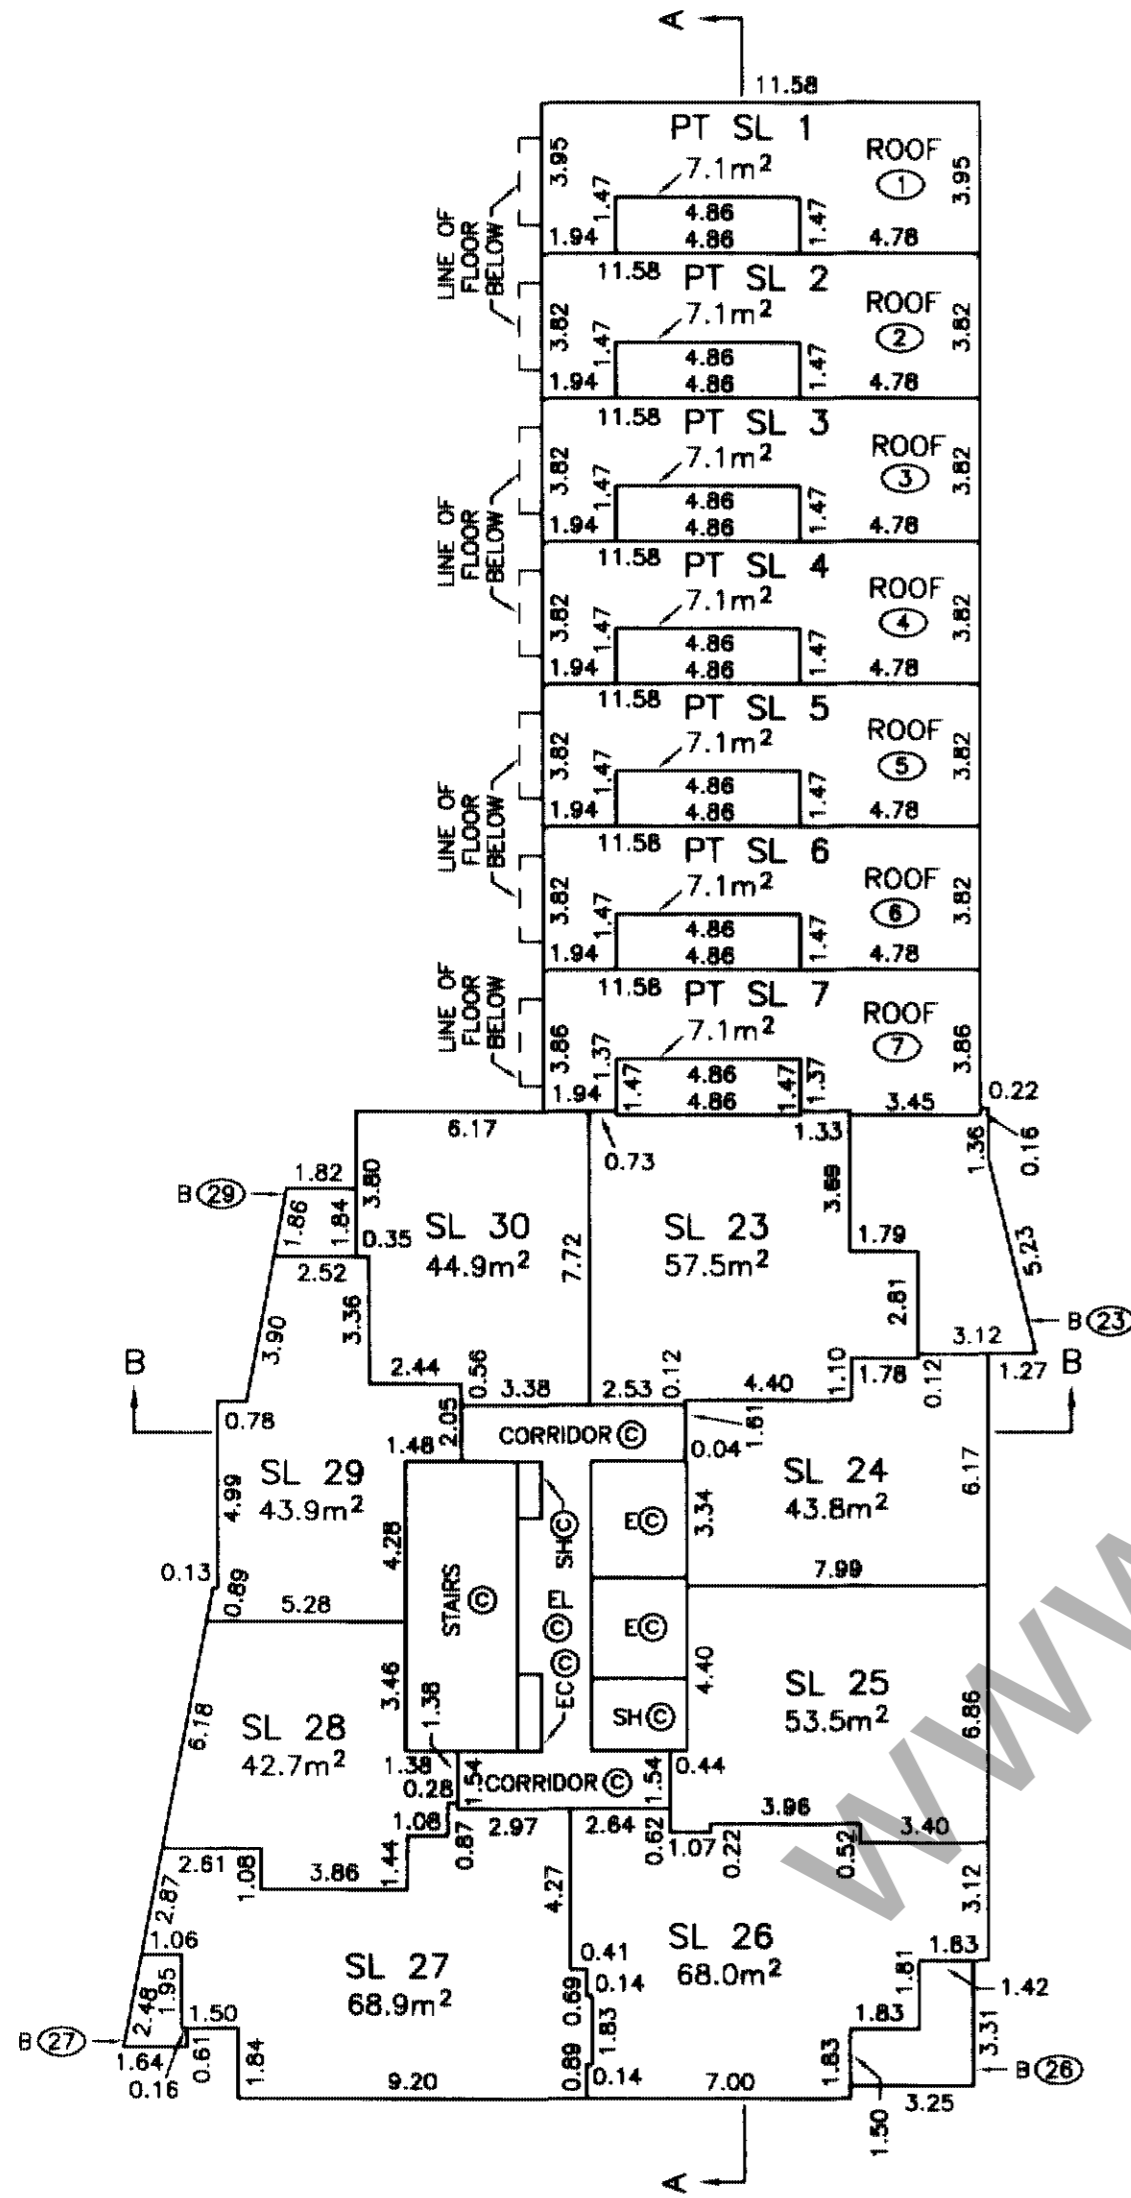 A
11.58
PT SL 1
ROOF
1
3.95
3.95
7.1m²
1.47
4.86
1.47
1.94
4.86
4.78
LINE OF
FLOOR
BELOW
11.58
PT SL 2
ROOF
2
3.82
3.82
7.1m²
1.47
4.86
1.47
1.94
4.86
4.78
11.58
PT SL 3
ROOF
3
3.82
3.82
7.1m²
1.47
4.86
1.47
1.94
4.86
4.78
LINE OF
FLOOR
BELOW
11.58
PT SL 4
ROOF
4
3.82
3.82
7.1m²
1.47
4.86
1.47
1.94
4.86
4.78
11.58
PT SL 5
ROOF
5
3.82
3.82
7.1m²
1.47
4.86
1.47
1.94
4.86
4.78
LINE OF
FLOOR
BELOW
11.58
PT SL 6
ROOF
6
3.82
3.82
7.1m²
1.47
4.86
1.47
1.94
4.86
4.78
LINE OF
FLOOR
BELOW
11.58
PT SL 7
ROOF
7
3.86
3.86
7.1m²
1.37
1.47
4.86
1.47
1.37
1.94
4.86
3.45
0.22
6.17
0.73
1.33
1.36
0.16
1.82
B 29
1.86
1.84
3.80
0.35
SL 30
44.9m²
7.72
SL 23
57.5m²
3.69
1.79
5.23
2.52
3.36
2.81
3.90
B 23
3.12
1.27
B
B
2.44
0.56
3.38
2.53
0.12
4.40
1.10
1.78
0.12
0.78
2.05
CORRIDOR C
1.61
1.48
0.04
SL 29
43.9m²
SL 24
43.8m²
6.17
4.99
4.28
SH C
E C
3.34
0.13
0.89
5.28
STAIRS
C
C EL
E C
7.99
3.46
EC C
4.40
SL 25
53.5m²
6.86
6.18
SL 28
42.7m²
1.38
SH C
1.38
0.28
1.54
CORRIDOR C
1.54
0.44
1.08
0.87
2.97
2.64
0.62
1.07
0.22
3.96
0.52
3.40
2.61
1.08
3.86
1.44
4.27
3.12
2.87
1.06
SL 27
68.9m²
0.41
SL 26
68.0m²
1.83
1.81
1.42
2.48
1.95
0.69
0.14
1.50
1.83
1.83
3.31
B 27
1.64
0.16
0.61
1.84
9.20
0.89
0.14
7.00
1.83
1.50
3.25
B 26
A